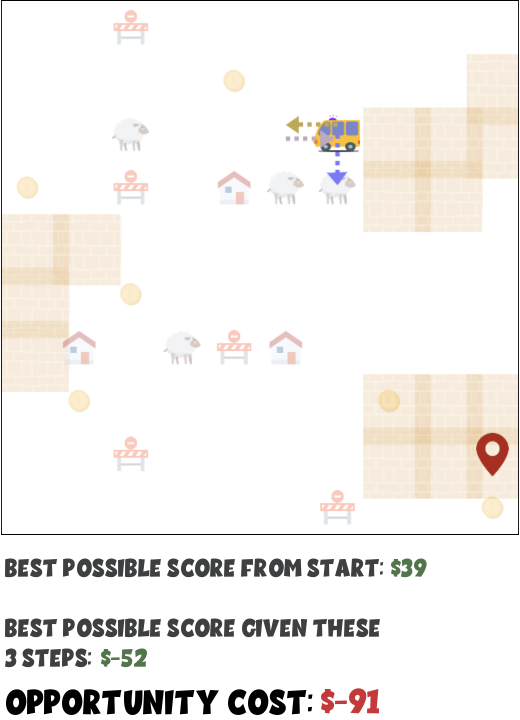 BEST POSSIBLE SCORE FROM START: $39
BEST POSSIBLE SCORE GIVEN THESE
3 STEPS: $-52
OPPORTUNITY COST: $-91